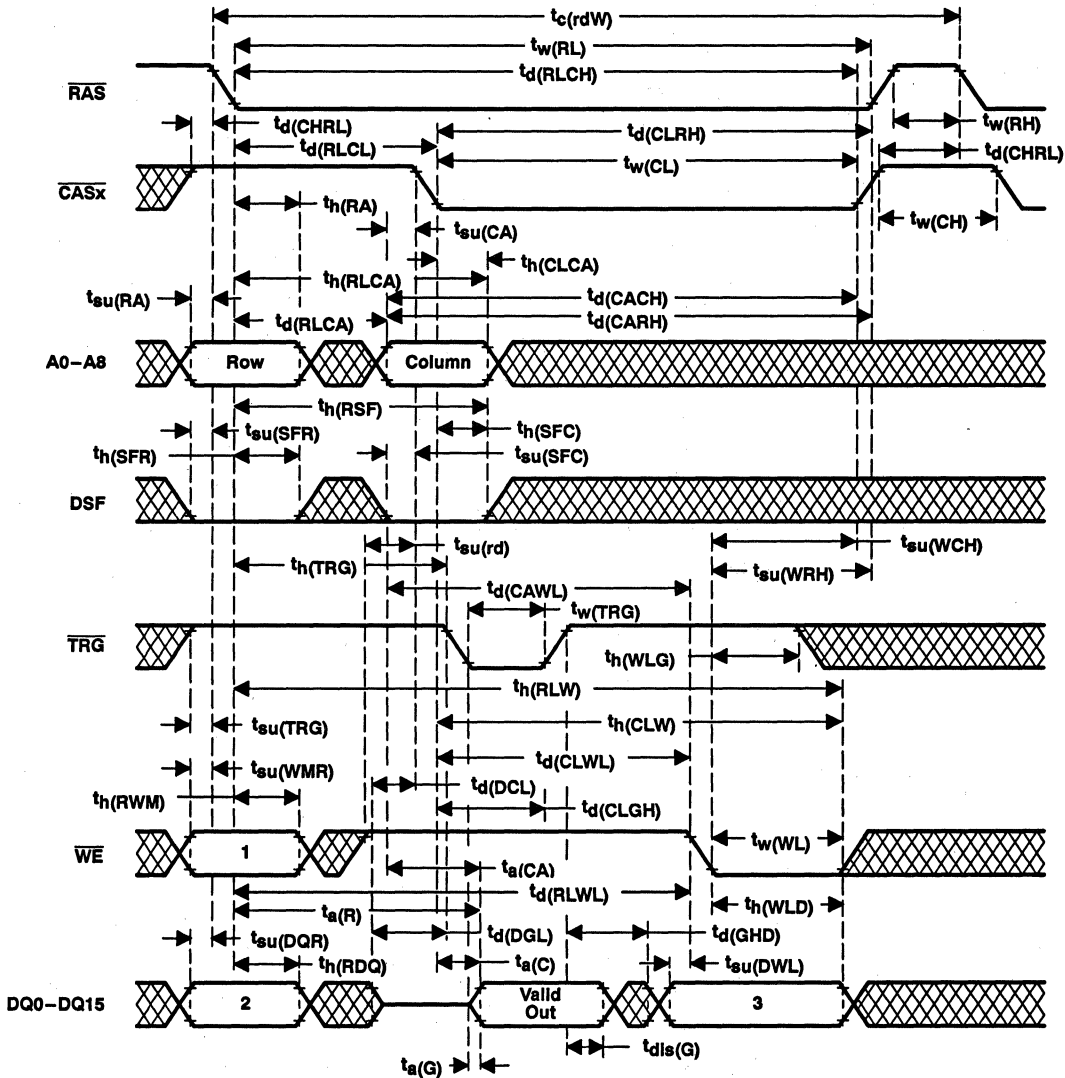 tc(rdW)
tw(RL)
td(RLCH)
RAS
td(CHRL)
td(RLCL)
td(CLRH)
tw(RH)
td(CHRL)
tw(CL)
CASx
th(RA)
tsu(CA)
tw(CH)
th(CLCA)
th(RLCA)
tsu(RA)
td(CACH)
td(RLCA)
td(CARH)
A0–A8
Row
Column
th(RSF)
tsu(SFR)
th(SFC)
th(SFR)
tsu(SFC)
DSF
tsu(rd)
tsu(WCH)
th(TRG)
tsu(WRH)
td(CAWL)
tw(TRG)
TRG
th(WLG)
th(RLW)
tsu(TRG)
th(CLW)
td(CLWL)
tsu(WMR)
td(DCL)
th(RWM)
td(CLGH)
WE
1
tw(WL)
ta(CA)
td(RLWL)
th(WLD)
ta(R)
tsu(DQR)
td(DGL)
td(GHD)
th(RDQ)
ta(C)
tsu(DWL)
DQ0–DQ15
2
Valid
Out
3
tdis(G)
ta(G)